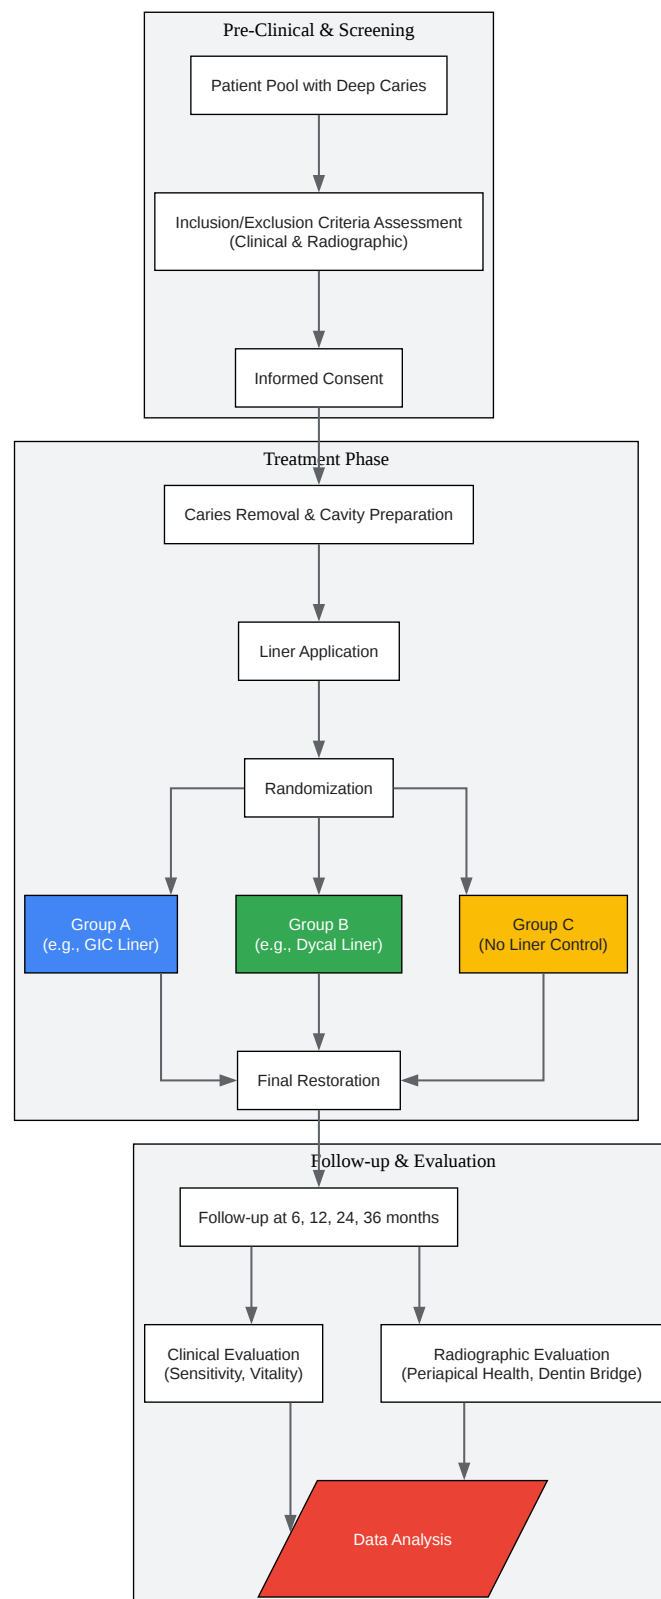 Pre-Clinical & Screening
Patient Pool with Deep Caries
Inclusion/Exclusion Criteria Assessment
(Clinical & Radiographic)
Informed Consent
Treatment Phase
Caries Removal & Cavity Preparation
Liner Application
Randomization
Group A
(e.g., GIC Liner)
Group B
(e.g., Dycal Liner)
Group C
(No Liner Control)
Final Restoration
Follow-up & Evaluation
Follow-up at 6, 12, 24, 36 months
Clinical Evaluation
(Sensitivity, Vitality)
Radiographic Evaluation
(Periapical Health, Dentin Bridge)
Data Analysis